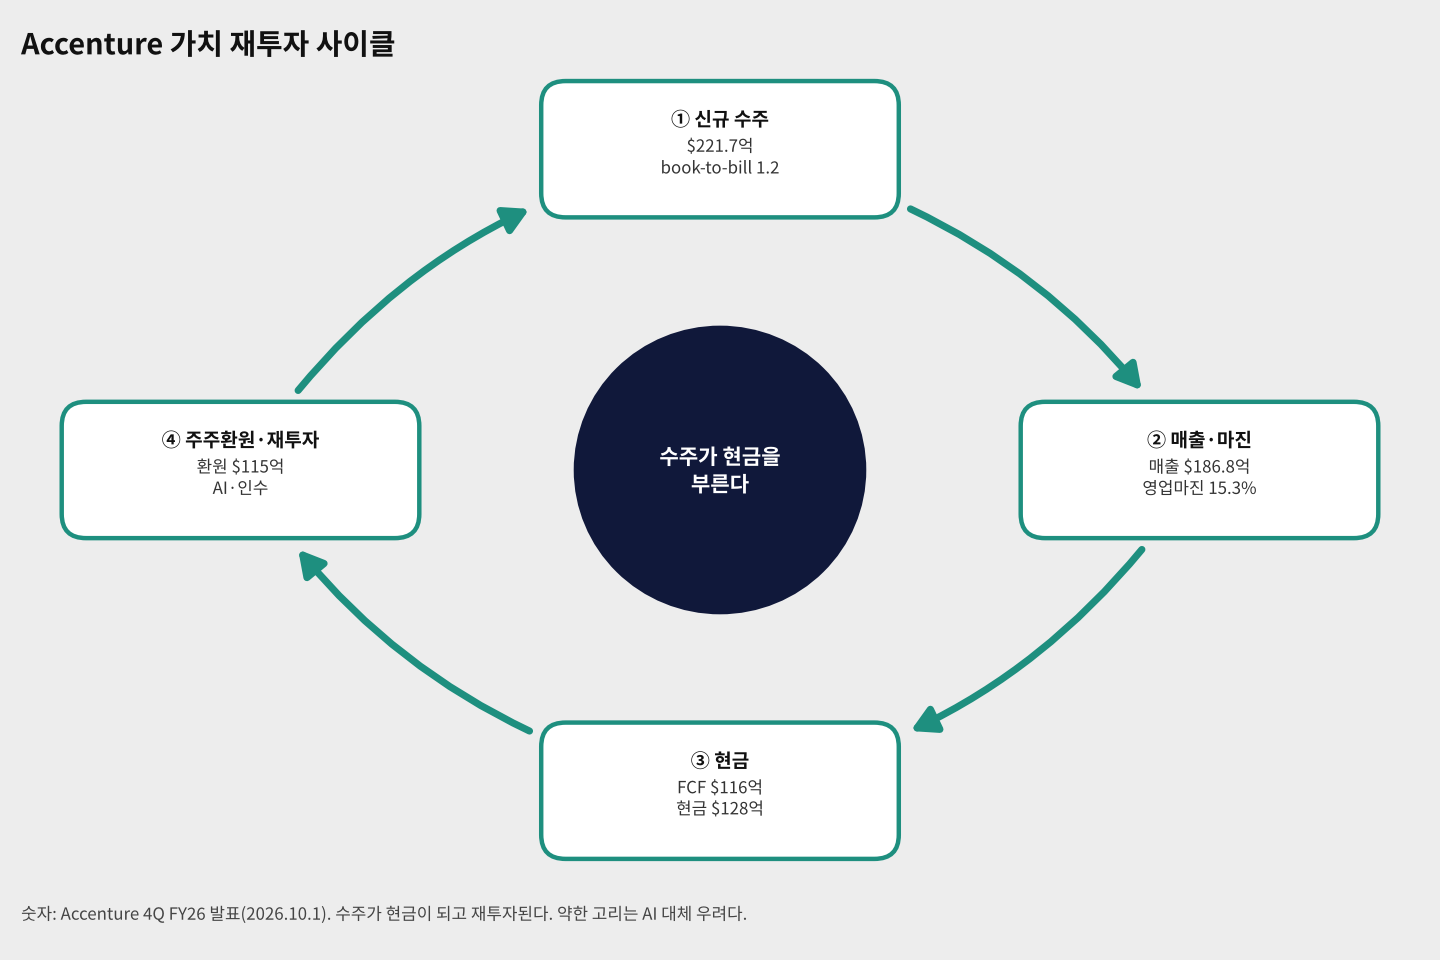 Accenture 가치 재투자 사이클
① 신규 수주
$221.7억
book-to-bill 1.2
② 매출·마진
매출 $186.8억
영업마진 15.3%
③ 현금
FCF $116억
현금 $128억
④ 주주환원·재투자
환원 $115억
AI·인수
수주가 현금을
부른다
숫자: Accenture 4Q FY26 발표(2026.10.1). 수주가 현금이 되고 재투자된다. 약한 고리는 AI 대체 우려다.